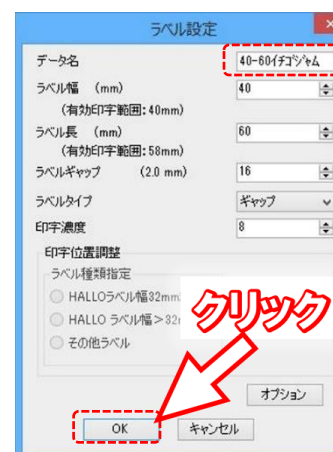 ラベル設定
データ名 40-60イチゴジャム
ラベル幅 (mm) 40
(有効印字範囲:40mm)
ラベル長 (mm) 60
(有効印字範囲:58mm)
ラベルギャップ (2.0 mm) 16
ラベルタイプ ギャップ
印字濃度 8
印字位置調整
ラベル種類指定
HALLOラベル幅32mm
HALLO ラベル幅>32
その他ラベル
クリック
オプション
OK キャンセル